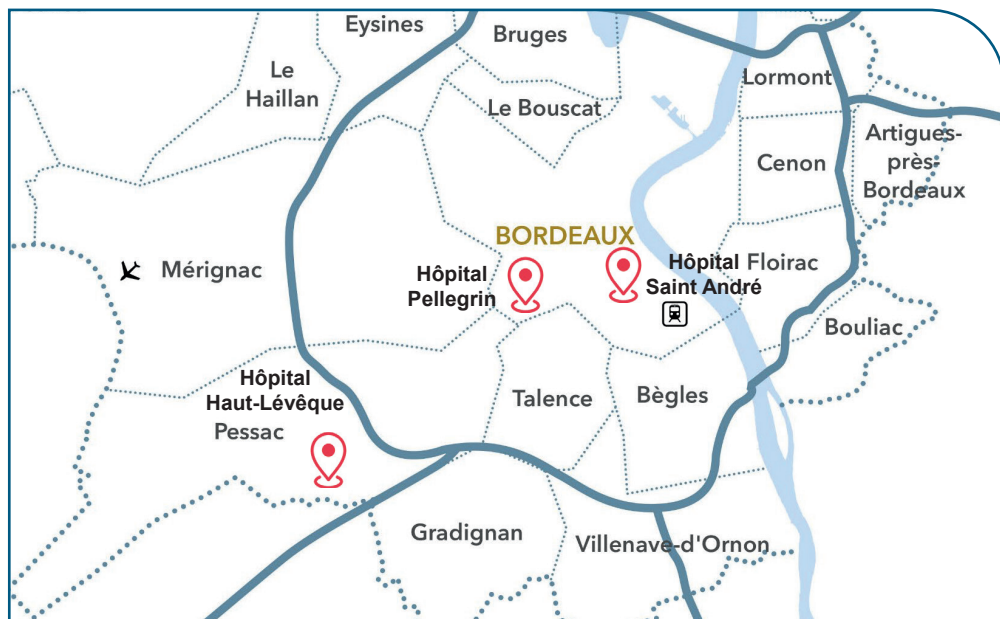 Eysines
Bruges
Le
Haillan
Le Bouscat
Lormont
Artigues-
près-
Bordeaux
Cenon
BORDEAUX
Mérignac
Hôpital
Pellegrin
Hôpital
Saint André
Floirac
Bouliac
Hôpital
Haut-Lévêque
Pessac
Talence
Bègles
Gradignan
Villenave-d'Ornon